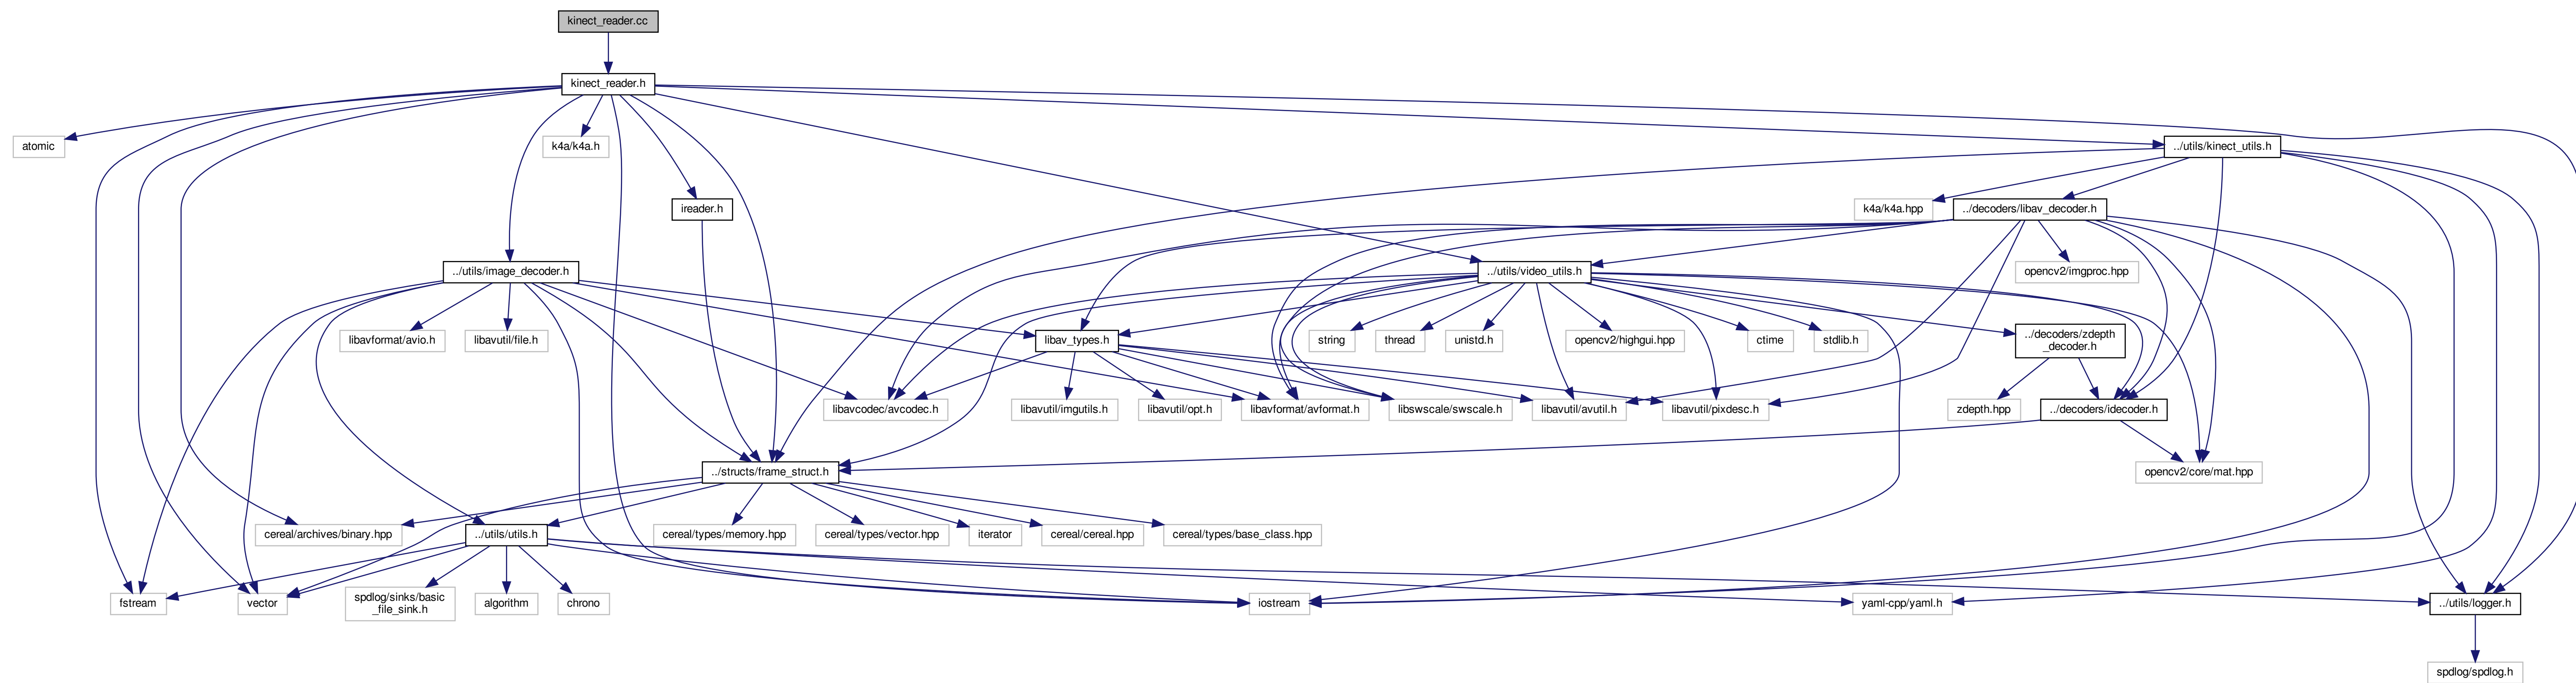 kinect_reader.cc
kinect_reader.h
atomic
k4a/k4a.h
../utils/kinect_utils.h
ireader.h
k4a/k4a.hpp
../decoders/libav_decoder.h
../utils/image_decoder.h
../utils/video_utils.h
opencv2/imgproc.hpp
libavformat/avio.h
libavutil/file.h
libav_types.h
string
thread
unistd.h
opencv2/highgui.hpp
ctime
stdlib.h
../decoders/zdepth
_decoder.h
libavcodec/avcodec.h
libavutil/imgutils.h
libavutil/opt.h
libavformat/avformat.h
libswscale/swscale.h
libavutil/avutil.h
libavutil/pixdesc.h
zdepth.hpp
../decoders/idecoder.h
../structs/frame_struct.h
opencv2/core/mat.hpp
cereal/archives/binary.hpp
../utils/utils.h
cereal/types/memory.hpp
cereal/types/vector.hpp
iterator
cereal/cereal.hpp
cereal/types/base_class.hpp
fstream
vector
spdlog/sinks/basic
_file_sink.h
algorithm
chrono
iostream
yaml-cpp/yaml.h
../utils/logger.h
spdlog/spdlog.h